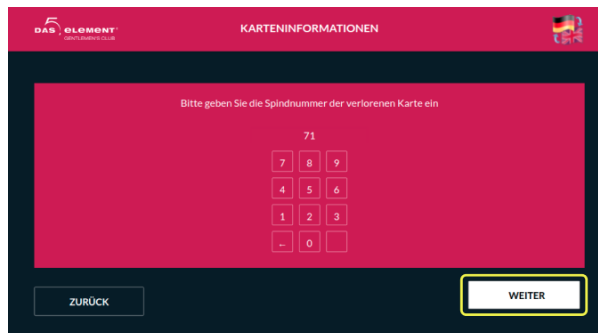 5
DAS ELEMENT
GENTLEMEN'S CLUB
KARTENINFORMATIONEN
Bitte geben Sie die Spindnummer der verlorenen Karte ein
71
7 8 9
4 5 6
1 2 3
← 0
ZURÜCK
WEITER